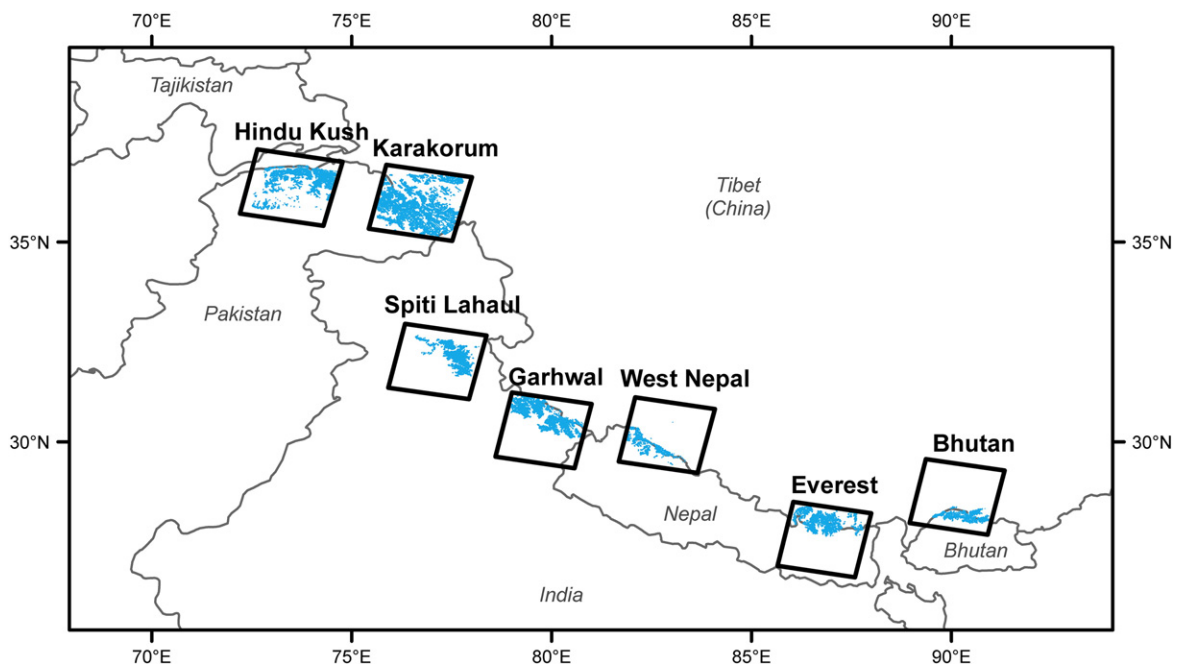 70°E 75°E 80°E 85°E 90°E
Tajikistan
Hindu Kush
Karakorum
Tibet
(China)
35°N 35°N
Spiti Lahaul
Pakistan
Garhwal
West Nepal
30°N 30°N
Bhutan
Everest
Nepal
Bhutan
India
70°E 75°E 80°E 85°E 90°E